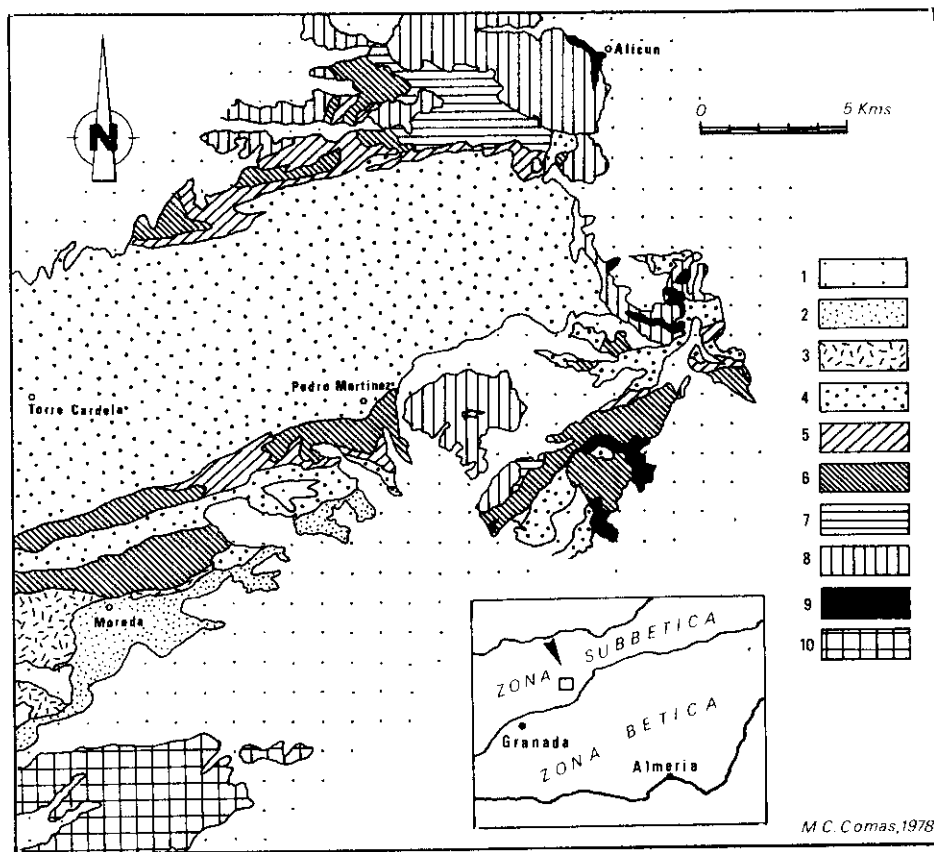 Alicun
N
0 5 Kms
Pedro Martinez
Torre Cardela
Moreda
1
2
3
4
5
6
7
8
9
10
ZONA SUBBETICA
ZONA BETICA
Granada
Almeria
M.C.Comas,1978